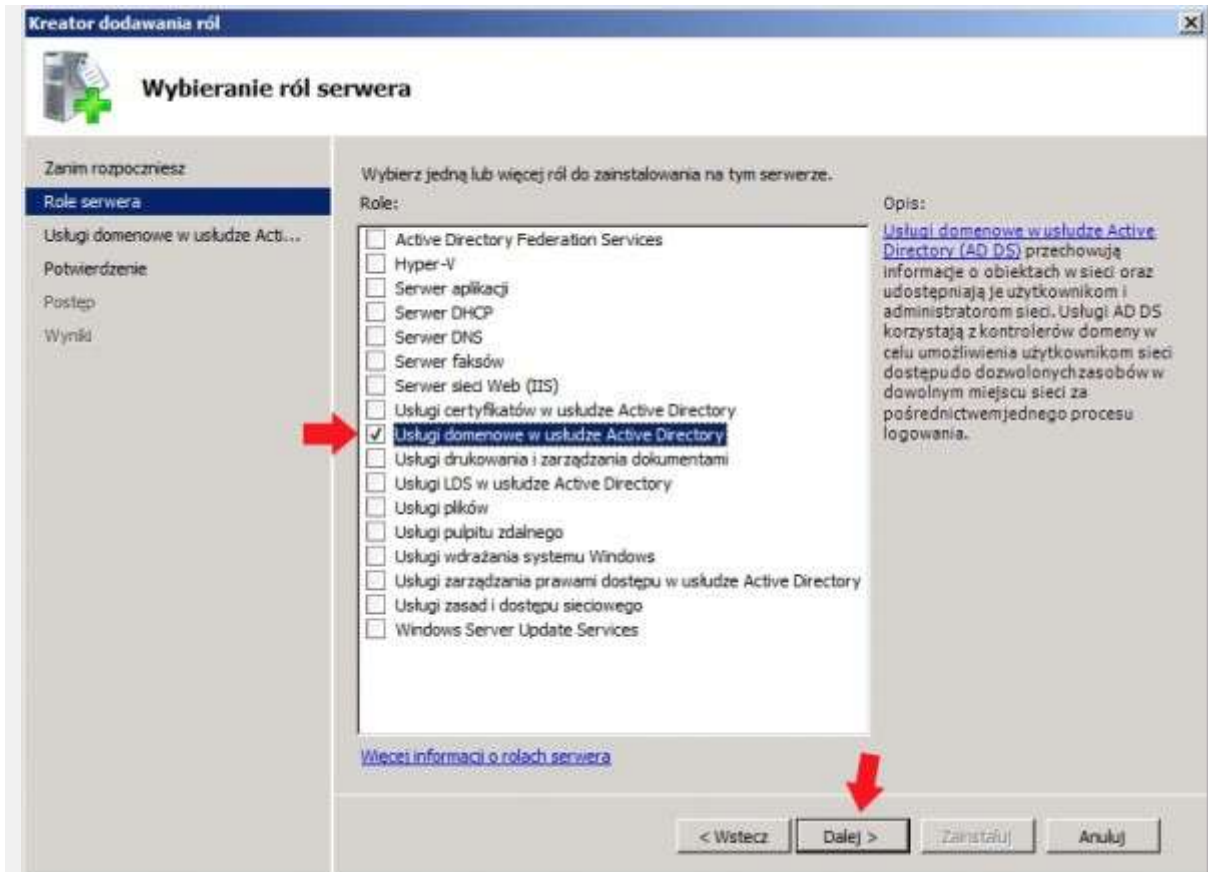 Kreator dodawania ról
Wybieranie ról serwera
Zanim rozpoczniesz
Role serwera
Usługi domenowe w usłudze Acti...
Potwierdzenie
Postęp
Wyniki
Wybierz jedną lub więcej ról do zainstalowania na tym serwerze.
Role:
Active Directory Federation Services
Hyper-V
Serwer aplikacji
Serwer DHCP
Serwer DNS
Serwer faksów
Serwer sieci Web (IIS)
Usługi certyfikatów w usłudze Active Directory
Usługi domenowe w usłudze Active Directory
Usługi drukowania i zarządzania dokumentami
Usługi LDS w usłudze Active Directory
Usługi plików
Usługi pulpitu zdalnego
Usługi wdrażania systemu Windows
Usługi zarządzania prawami dostępu w usłudze Active Directory
Usługi zasad i dostępu sieciowego
Windows Server Update Services
Więcej informacji o rolach serwera
Opis:
Usługi domenowe w usłudze Active
Directory (AD DS) przechowują
informacje o obiektach w sieci oraz
udostępniają je użytkownikom i
administratorom sieci. Usługi AD DS
korzystają z kontrolerów domeny w
celu umożliwienia użytkownikom sieci
dostępu do dozwolonych zasobów w
dowolnym miejscu sieci za
pośrednictwem jednego procesu
logowania.
< Wstecz
Dalej >
Zainstaluj
Anuluj